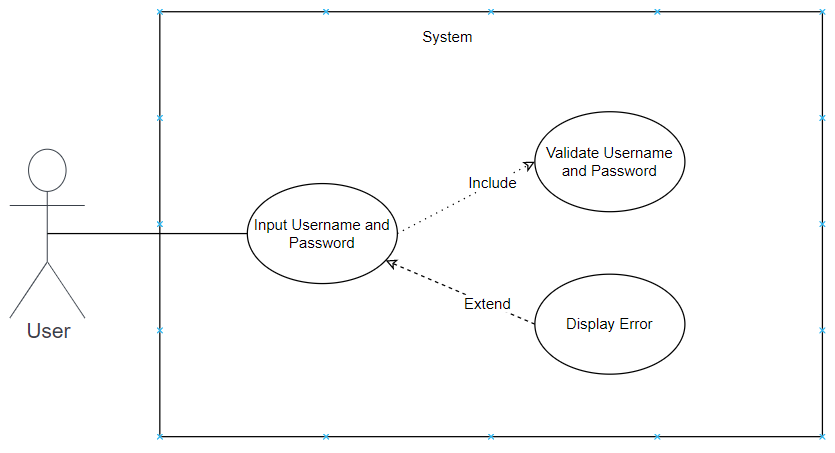 System
Validate Username
and Password
Include
Input Username and
Password
Extend
Display Error
User